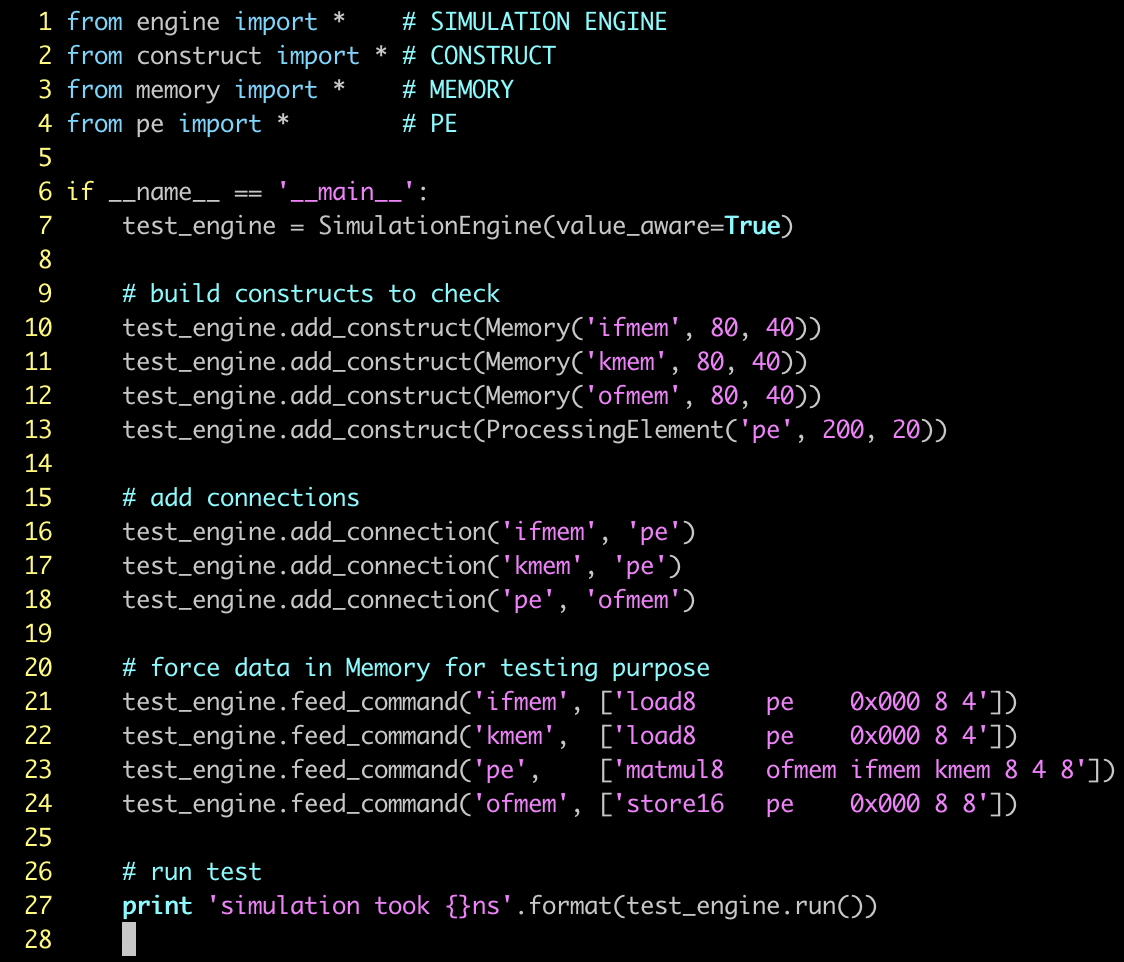 1 from engine import *    # SIMULATION ENGINE
2 from construct import * # CONSTRUCT
3 from memory import *    # MEMORY
4 from pe import *        # PE
5
6 if __name__ == '__main__':
7     test_engine = SimulationEngine(value_aware=True)
8
9     # build constructs to check
10     test_engine.add_construct(Memory('ifmem', 80, 40))
11     test_engine.add_construct(Memory('kmem', 80, 40))
12     test_engine.add_construct(Memory('ofmem', 80, 40))
13     test_engine.add_construct(ProcessingElement('pe', 200, 20))
14
15     # add connections
16     test_engine.add_connection('ifmem', 'pe')
17     test_engine.add_connection('kmem', 'pe')
18     test_engine.add_connection('pe', 'ofmem')
19
20     # force data in Memory for testing purpose
21     test_engine.feed_command('ifmem', ['load8     pe    0x000 8 4'])
22     test_engine.feed_command('kmem',  ['load8     pe    0x000 8 4'])
23     test_engine.feed_command('pe',    ['matmul8   ofmem ifmem kmem 8 4 8'])
24     test_engine.feed_command('ofmem', ['store16   pe    0x000 8 8'])
25
26     # run test
27     print 'simulation took {}ns'.format(test_engine.run())
28